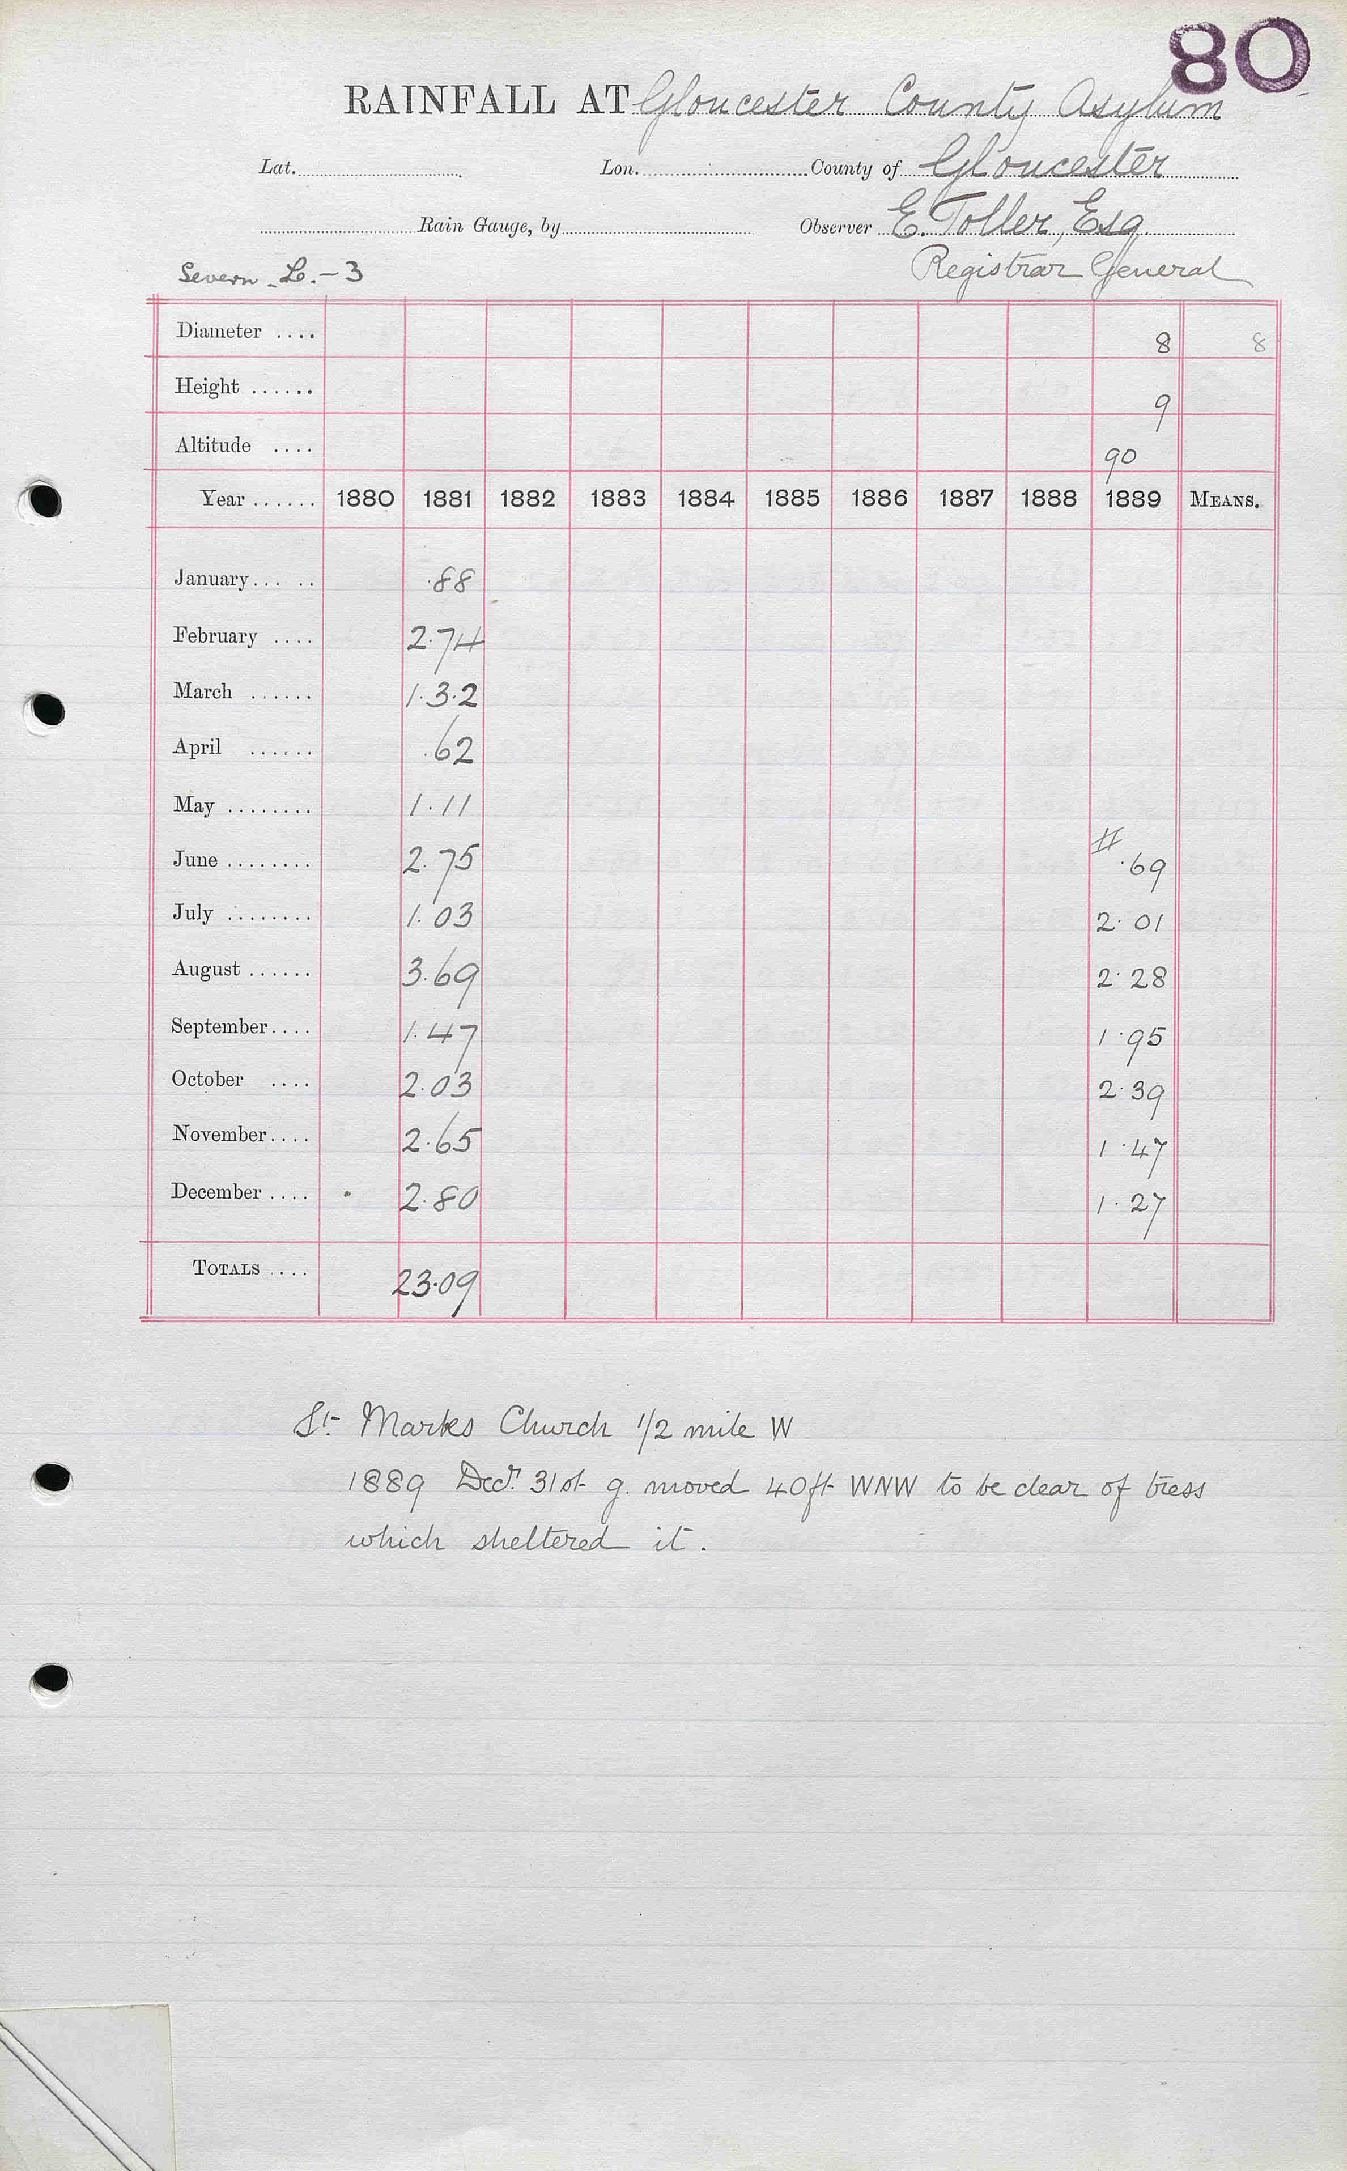 80
RAINFALL AT Gloucester County Asylum
Lat. Lon. County of Gloucester
Rain Gauge, by Observer E. Toller, Esq
Severn L. - 3 Registrar General
Diameter .... 8 8
Height ...... 9
Altitude .... 90
Year ...... 1880 1881 1882 1883 1884 1885 1886 1887 1888 1889 MEANS.
January... .. .88
February .... 2.74
March ...... 1.3.2
April ...... .62
May ........ 1.11
June ........ 2.75 # .69
July ........ 1.03 2.01
August ...... 3.69 2.28
September.... 1.47 1.95
October .... 2.03 2.39
November.... 2.65 1.47
December .... 2.80 1.27
TOTALS .... 23.09
St Marks Church 1/2 mile W
1889 Decr 31st g. moved 40ft WNW to be clear of tress
which sheltered it.